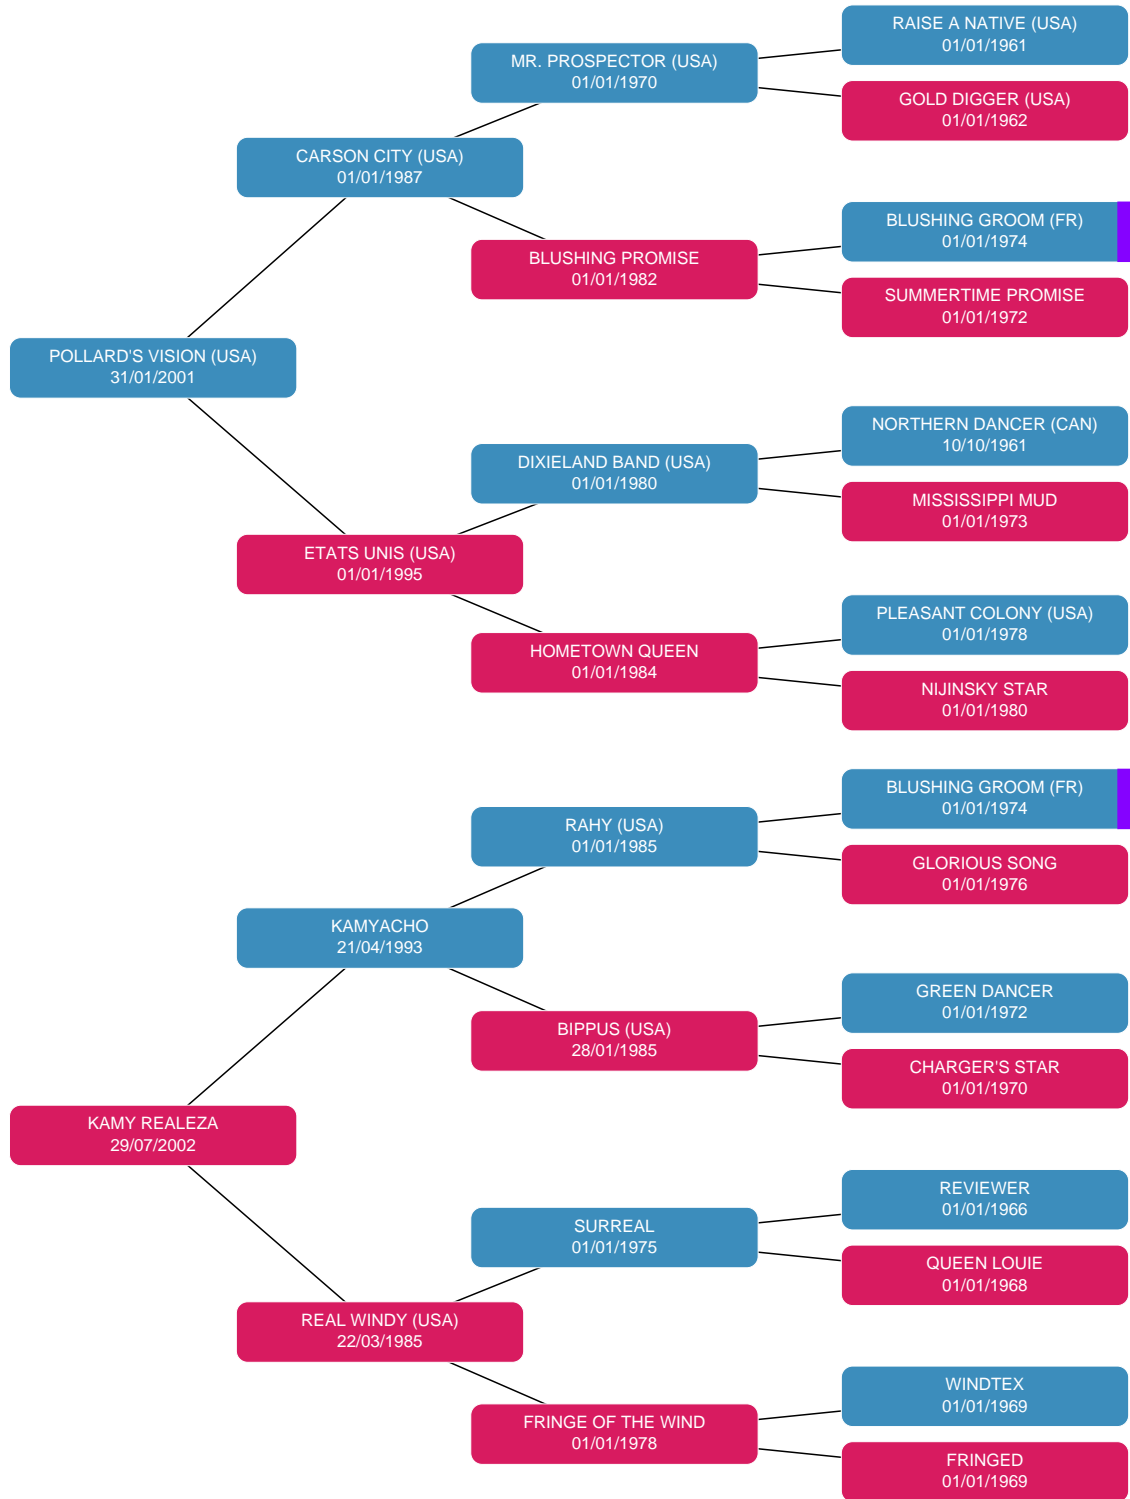 RAISE A NATIVE (USA)
01/01/1961
MR. PROSPECTOR (USA)
01/01/1970
GOLD DIGGER (USA)
01/01/1962
CARSON CITY (USA)
01/01/1987
BLUSHING GROOM (FR)
01/01/1974
BLUSHING PROMISE
01/01/1982
SUMMERTIME PROMISE
01/01/1972
POLLARD'S VISION (USA)
31/01/2001
NORTHERN DANCER (CAN)
10/10/1961
DIXIELAND BAND (USA)
01/01/1980
MISSISSIPPI MUD
01/01/1973
ETATS UNIS (USA)
01/01/1995
PLEASANT COLONY (USA)
01/01/1978
HOMETOWN QUEEN
01/01/1984
NIJINSKY STAR
01/01/1980
BLUSHING GROOM (FR)
01/01/1974
RAHY (USA)
01/01/1985
GLORIOUS SONG
01/01/1976
KAMYACHO
21/04/1993
GREEN DANCER
01/01/1972
BIPPUS (USA)
28/01/1985
CHARGER'S STAR
01/01/1970
KAMY REALEZA
29/07/2002
REVIEWER
01/01/1966
SURREAL
01/01/1975
QUEEN LOUIE
01/01/1968
REAL WINDY (USA)
22/03/1985
WINDTEX
01/01/1969
FRINGE OF THE WIND
01/01/1978
FRINGED
01/01/1969